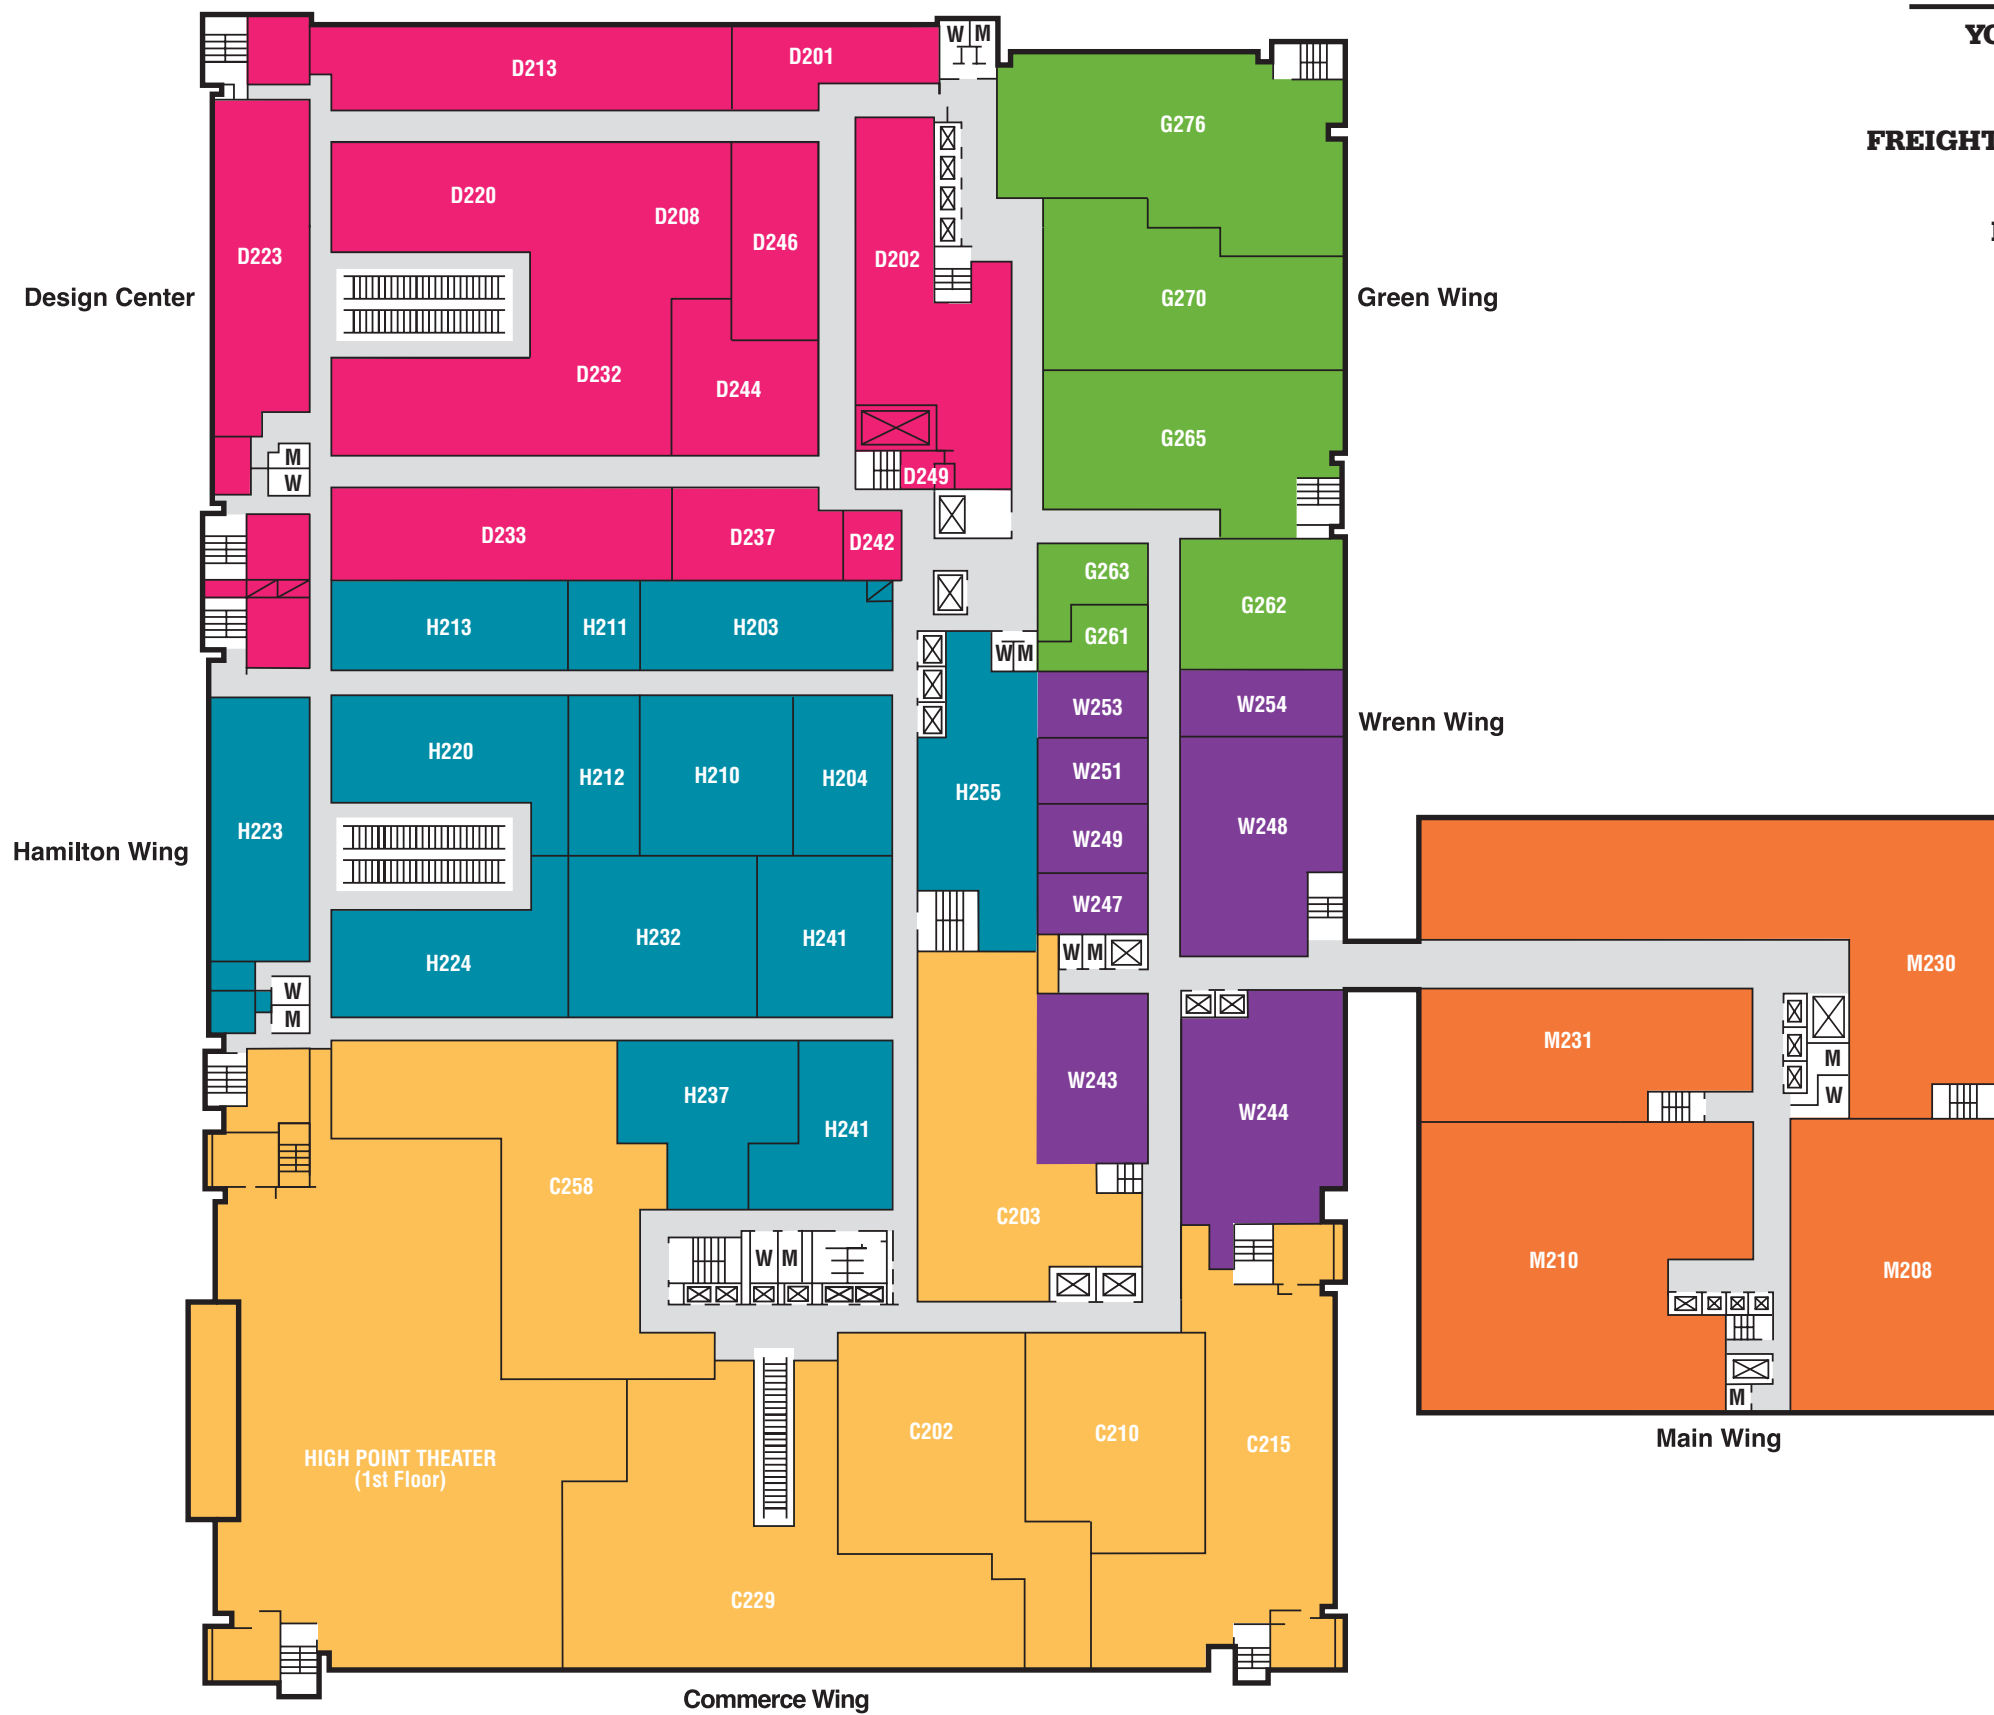 YO
FREIGHT
W M
D213
D201
G276
D220
D208
D246
D202
D223
Design Center
G270
Green Wing
D232
D244
G265
M
W
D249
D233
D237
D242
G263
G261
G262
H213
H211
H203
W M
W253
W254
Wrenn Wing
H220
H212
H210
H204
H255
W251
W249
W248
H223
Hamilton Wing
W247
H224
H232
H241
W M
M230
W
M
M231
M
W
W243
W244
H237
H241
C258
C203
W M
M210
M208
M
Main Wing
C202
C210
C215
HIGH POINT THEATER
(1st Floor)
C229
Commerce Wing